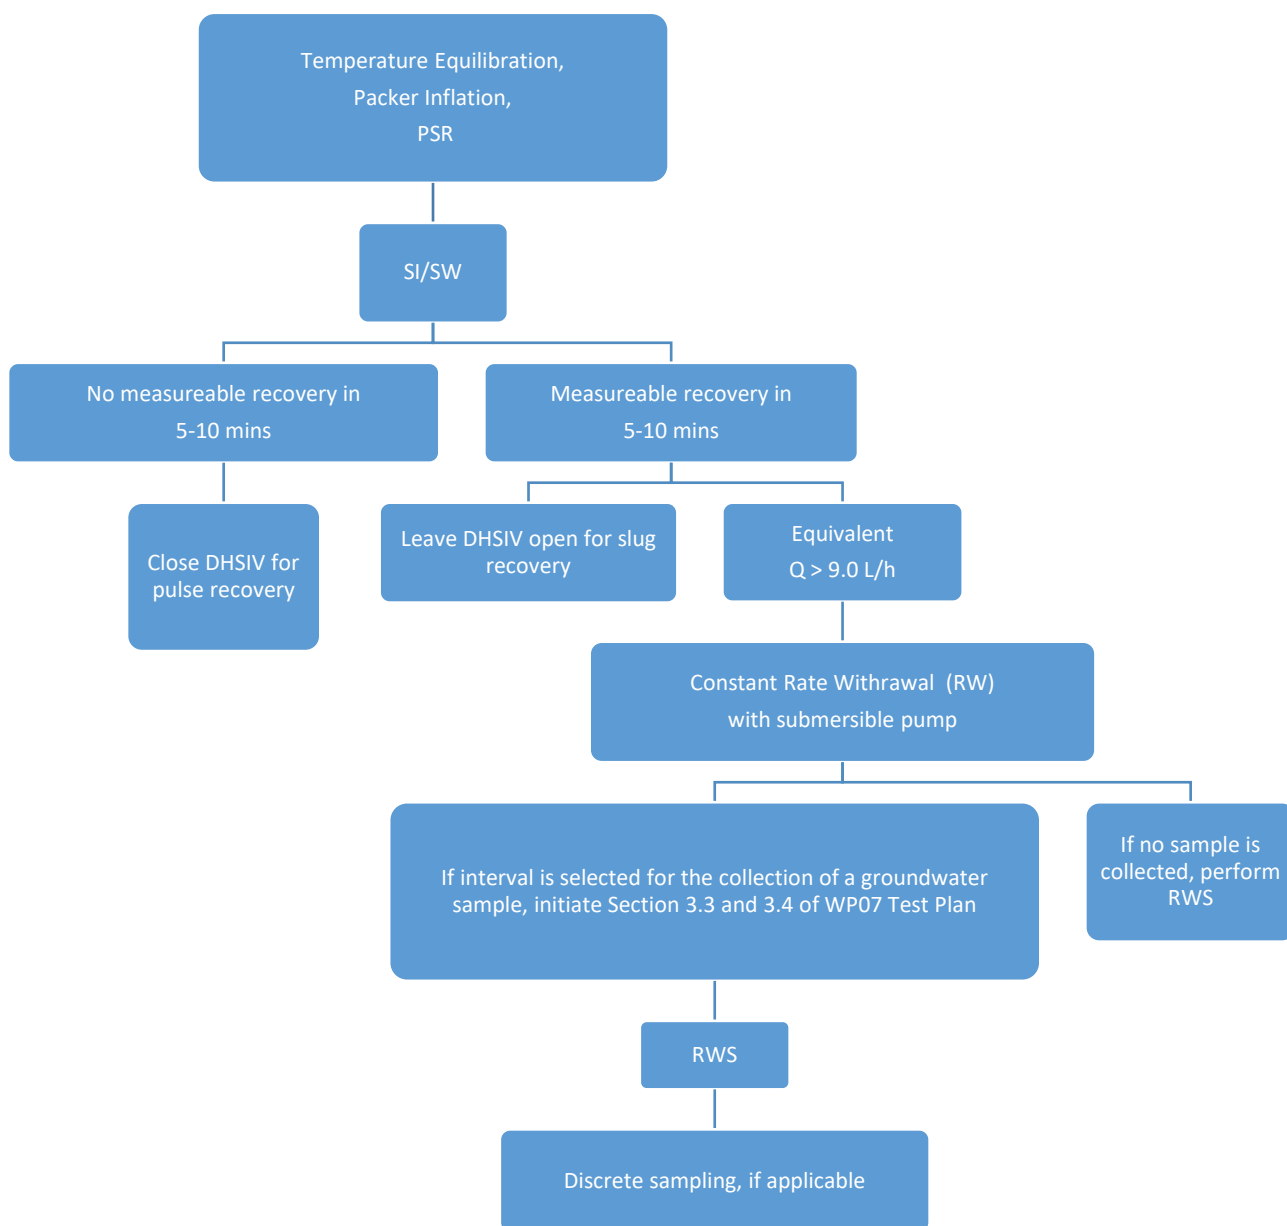 Temperature Equilibration,
Packer Inflation,
PSR
SI/SW
No measureable recovery in
5-10 mins
Measureable recovery in
5-10 mins
Close DHSIV for
pulse recovery
Leave DHSIV open for slug
recovery
Equivalent
Q > 9.0 L/h
Constant Rate Withrawal  (RW)
with submersible pump
If interval is selected for the collection of a groundwater
sample, initiate Section 3.3 and 3.4 of WP07 Test Plan
If no sample is
collected, perform
RWS
RWS
Discrete sampling, if applicable